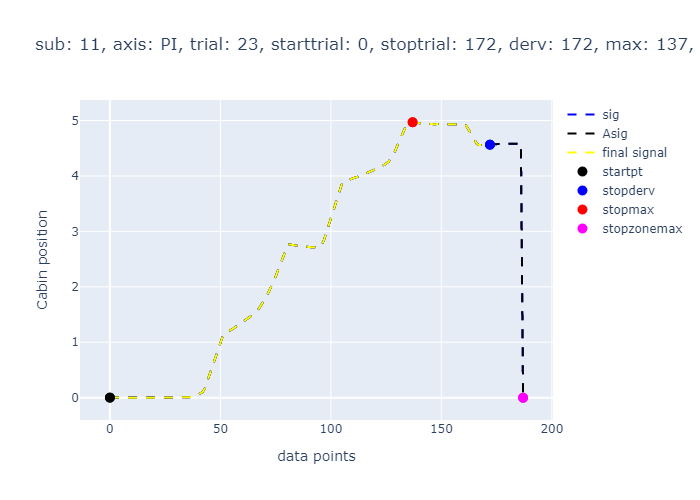 sub: 11, axis: PI, trial: 23, starttrial: 0, stoptrial: 172, derv: 172, max: 137,
sig
Asig
final signal
startpt
stopderv
stopmax
stopzonemax
Cabin position
5
4
3
2
1
0
0 50 100 150 200
data points